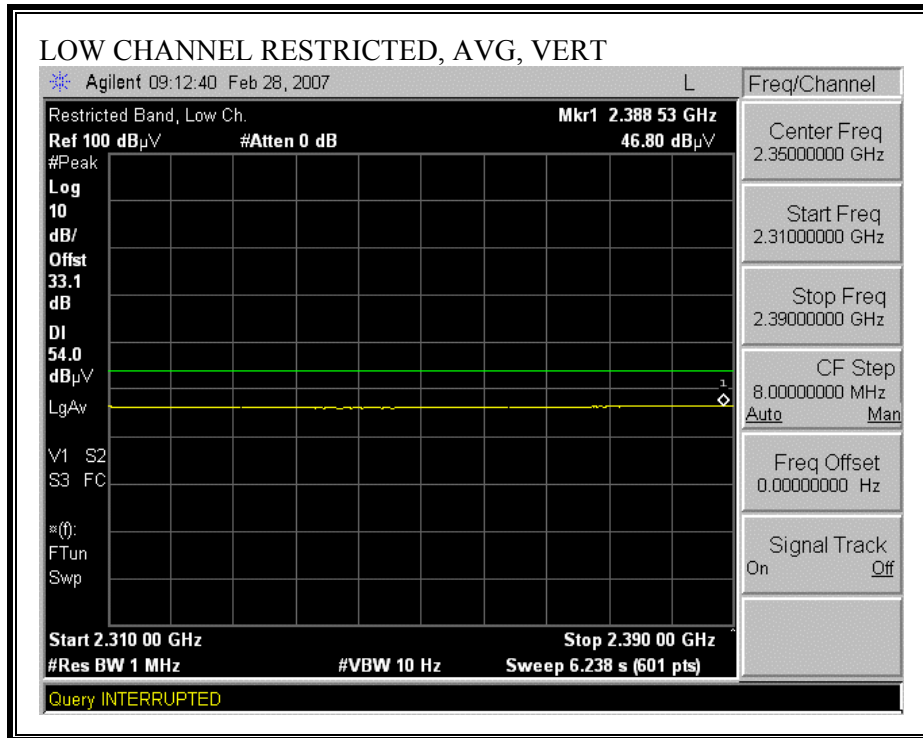 LOW CHANNEL RESTRICTED, AVG, VERT
Agilent 09:12:40 Feb 28, 2007 L
Freq/Channel
Restricted Band, Low Ch. Mkr1 2.388 53 GHz
Ref 100 dBµV #Atten 0 dB 46.80 dBµV
#Peak
Log
10
dB/
Offst
33.1
dB
DI
54.0
dBµV
LgAv
V1 S2
S3 FC
¤(f):
FTun
Swp
1
Start 2.310 00 GHz Stop 2.390 00 GHz ^
#Res BW 1 MHz #VBW 10 Hz Sweep 6.238 s (601 pts)
Query INTERRUPTED
Center Freq
2.35000000 GHz
Start Freq
2.31000000 GHz
Stop Freq
2.39000000 GHz
CF Step
8.00000000 MHz
Auto Man
Freq Offset
0.00000000 Hz
Signal Track
On Off